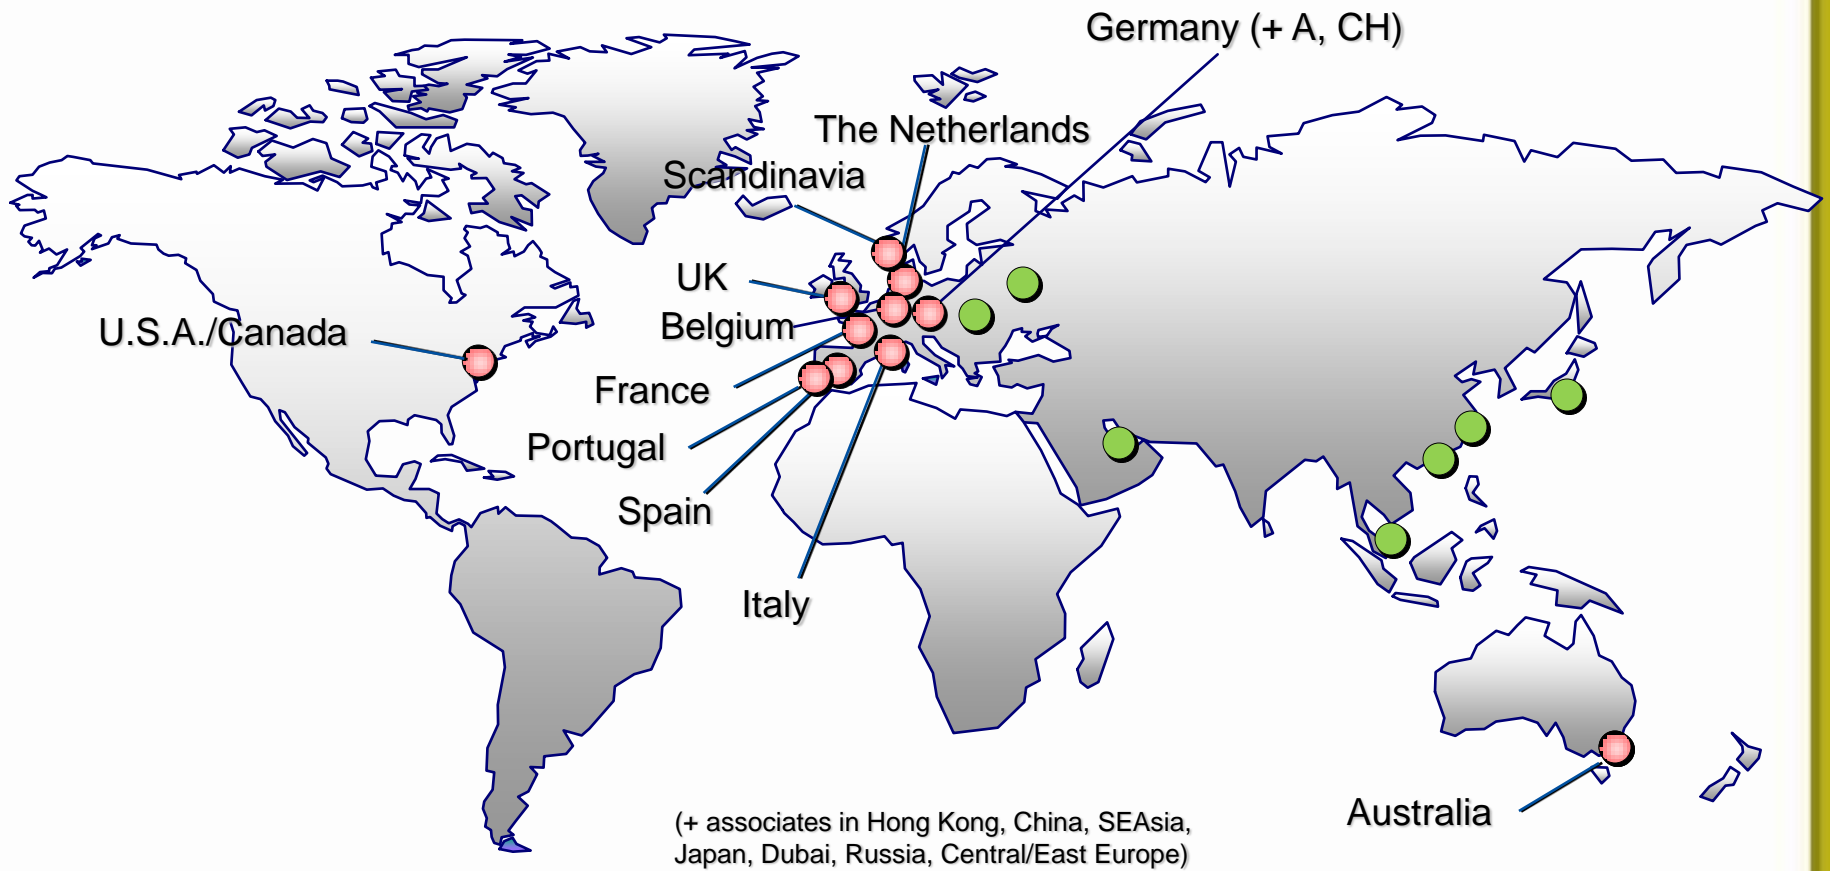 Germany (+ A, CH)
The Netherlands
Scandinavia
UK
Belgium
U.S.A./Canada
France
Portugal
Spain
Italy
Australia
(+ associates in Hong Kong, China, SEAsia,
Japan, Dubai, Russia, Central/East Europe)